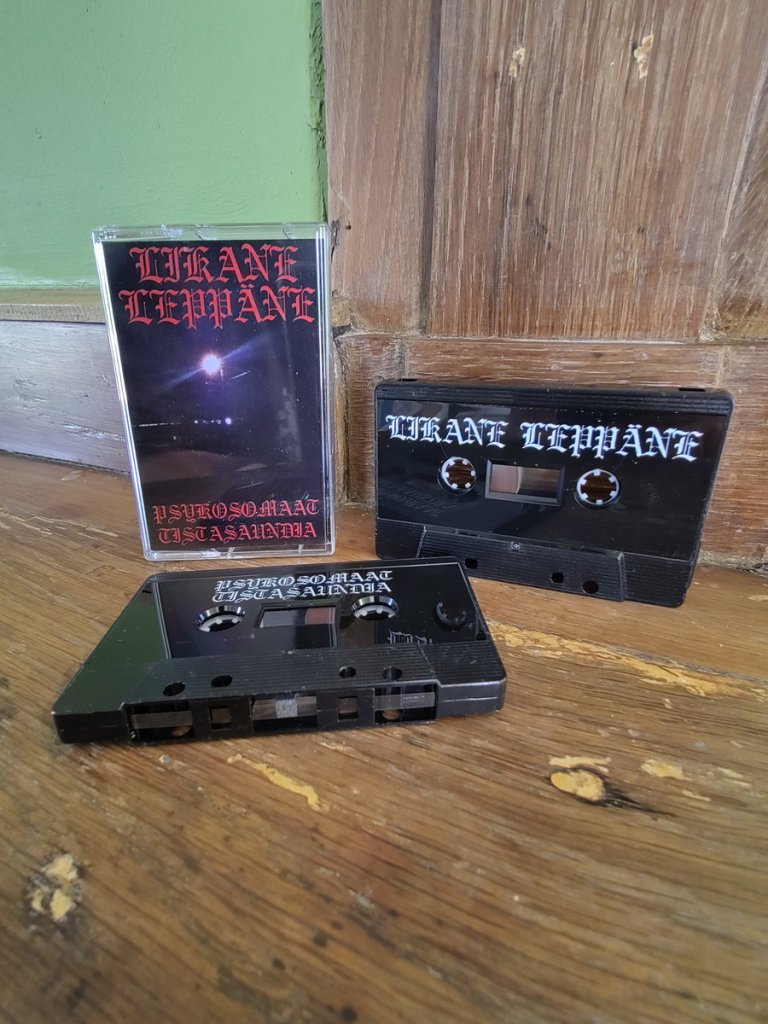 LIKANE
LEPPÄNE
PSYKOSOMAAT
TISTASAUNDIA
LIKANE LEPPÄNE
PSYKOSOMAAT
TISTASAUNDIA